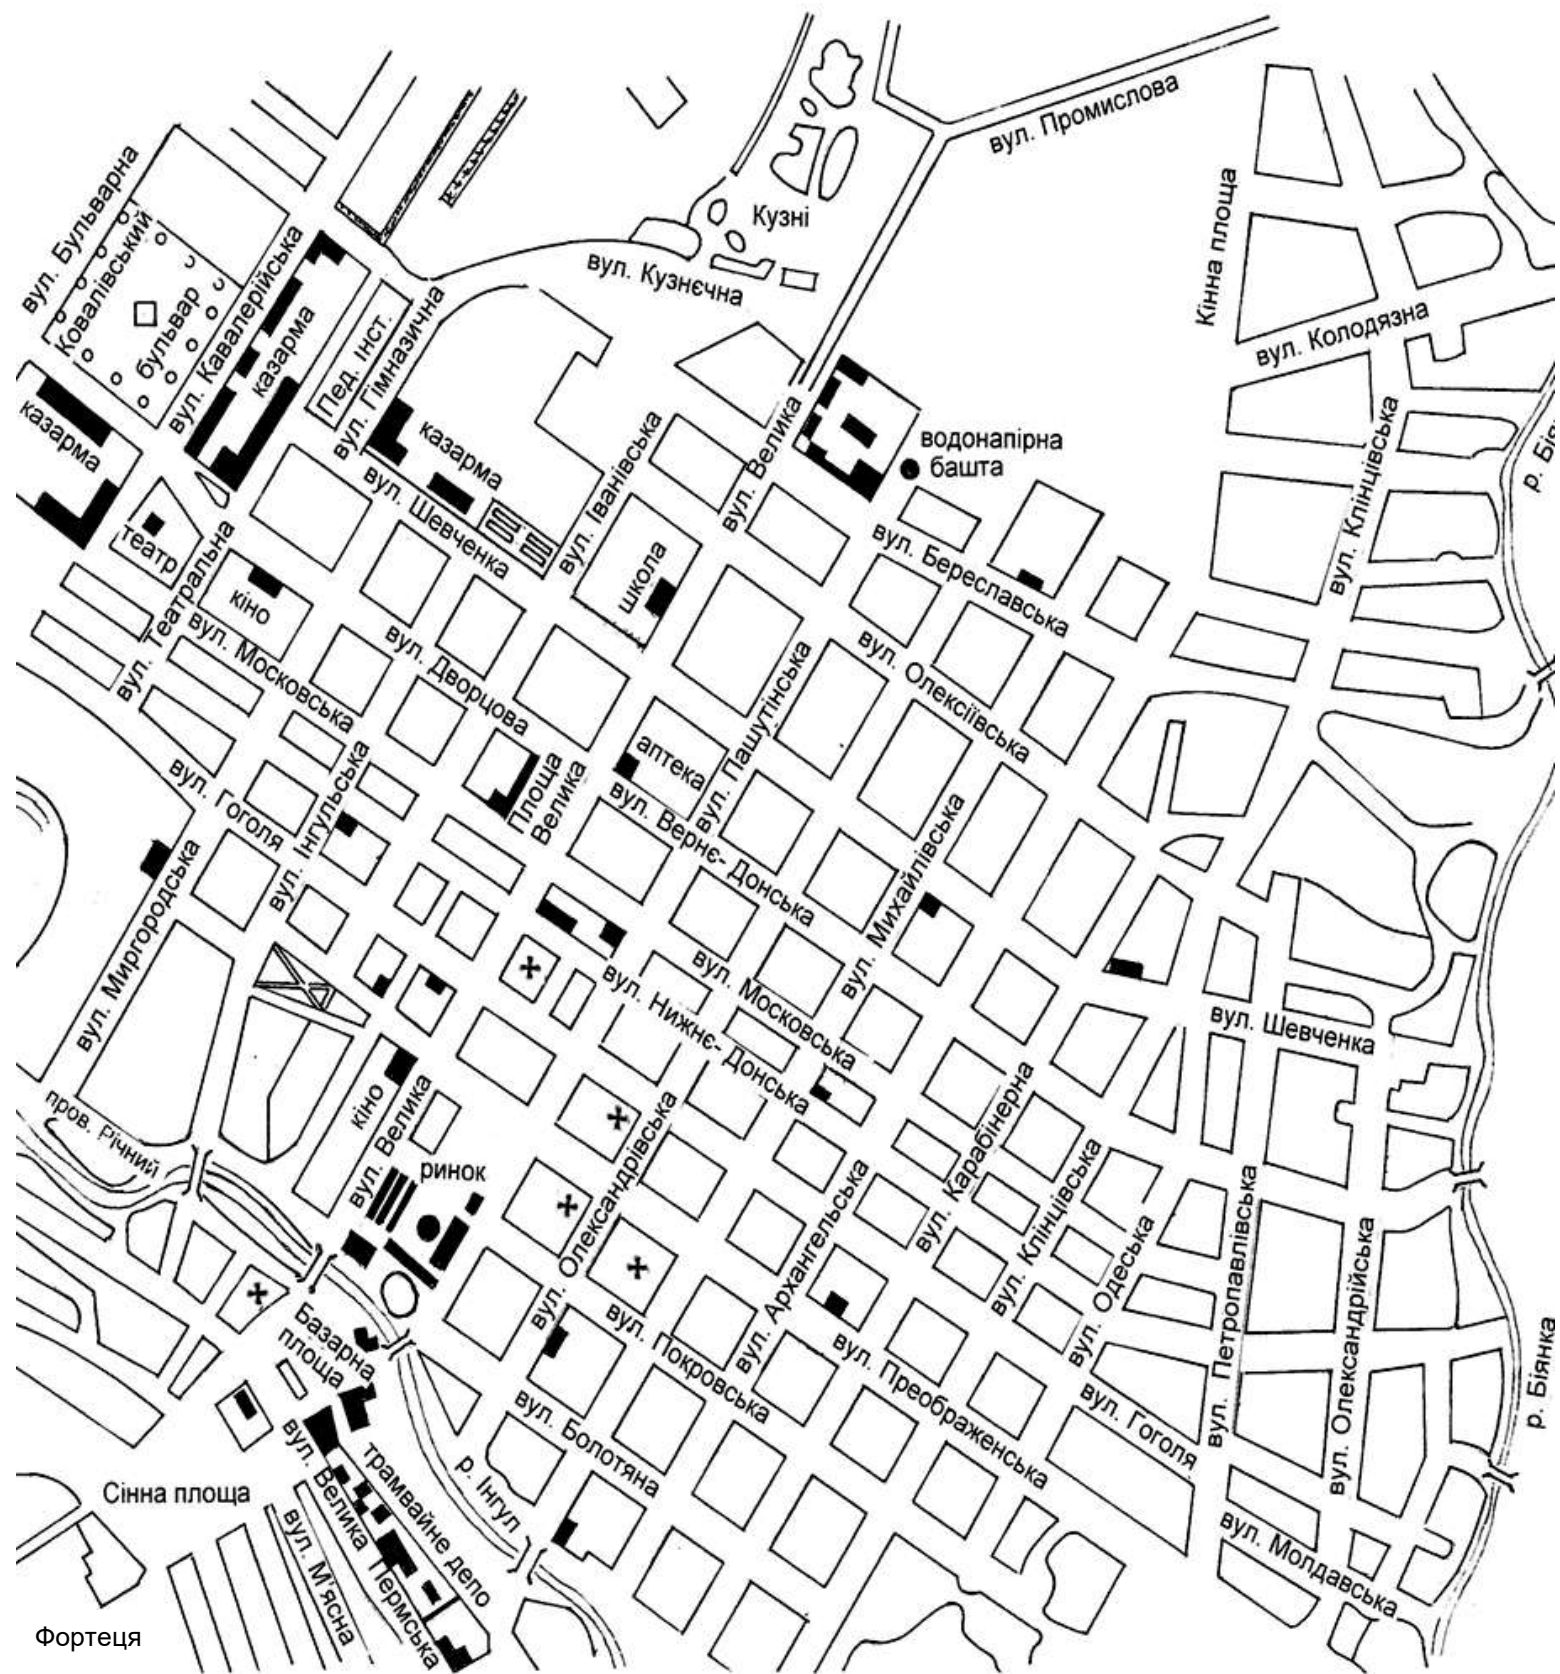 вул. Промислова
вул. Бульварна
Ковалівський
бульвар
вул. Кавалерійська
казарма
Пед. інст.
вул. Гімназична
Кузні
вул. Кузнєчна
Кінна площа
вул. Колодязна
казарма
казарма
вул. Шевченка
вул. Іванівська
вул. Велика
водонапірна
башта
вул. Клінцівська
театр
вул. Театральна
кіно
школа
вул. Береславська
вул. Московська
вул. Дворцова
вул. Олексіївська
вул. Пашутінська
аптека
Площа
Велика
вул. Вернє- Донська
вул. Гоголя
вул. Інгульська
вул. Михайлівська
вул. Миргородська
вул. Московська
вул. Нижнє- Донська
вул. Шевченка
пров. Річний
кіно
вул. Велика
ринок
вул. Олександрівська
вул. Карабінерна
вул. Клінцівська
вул. Архангельська
вул. Одеська
вул. Петропавлівська
вул. Олександрійська
Базарна
площа
вул. Покровська
вул. Преображенська
вул. Гоголя
вул. Болотяна
р. Біянка
р. Інгул
Сінна площа
трамвайне депо
вул. Велика Пермська
вул. М'ясна
вул. Молдавська
Фортеця